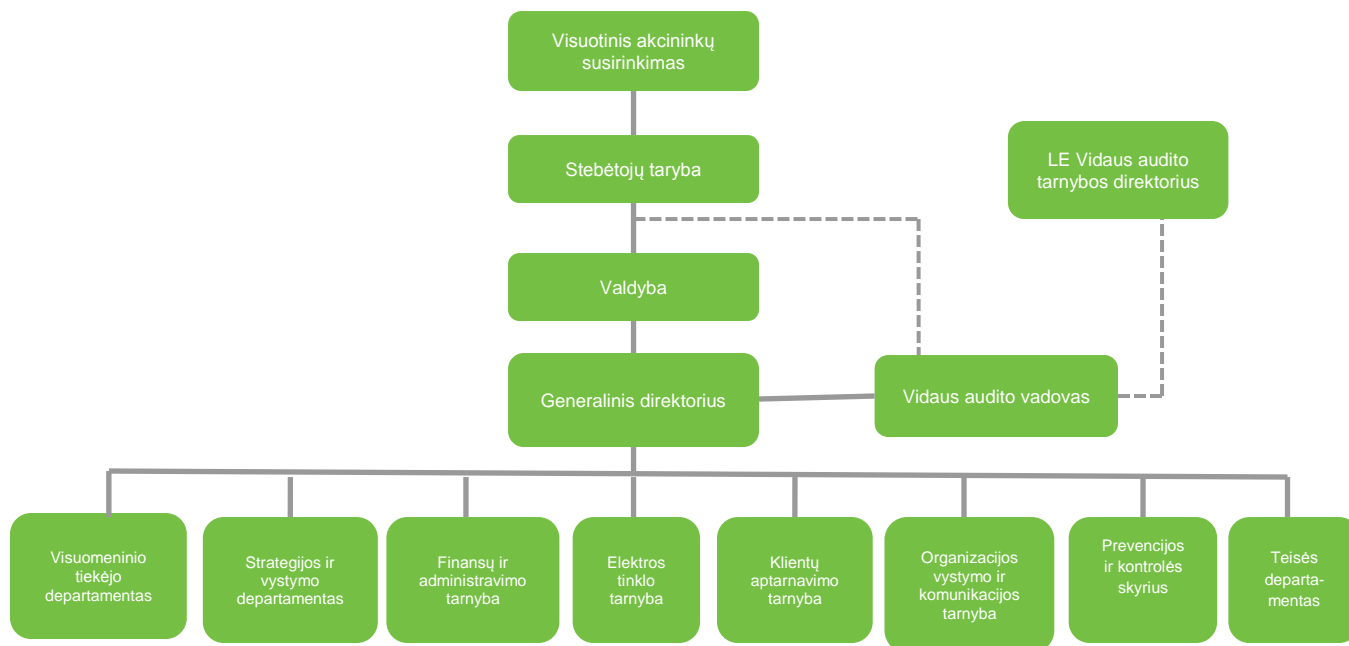 Visuotinis akcininkų
susirinkimas
Stebėtojų taryba
LE Vidaus audito
tarnybos direktorius
Valdyba
Generalinis direktorius
Vidaus audito vadovas
Visuomeninio
tiekėjo
departamentas
Strategijos ir
vystymo
departamentas
Finansų ir
administravimo
tarnyba
Elektros
tinklo
tarnyba
Klientų
aptarnavimo
tarnyba
Organizacijos
vystymo ir
komunikacijos
tarnyba
Prevencijos
ir kontrolės
skyrius
Teisės
departa-
mentas